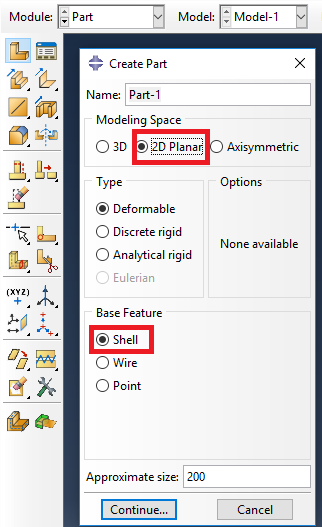 Module: Part Model: Model-1
Create Part
Name: Part-1
Modeling Space
3D 2D Planar Axisymmetric
Type Options
Deformable
Discrete rigid
None available
Analytical rigid
Eulerian
Base Feature
Shell
Wire
Point
(XYZ)
Approximate size: 200
Continue... Cancel